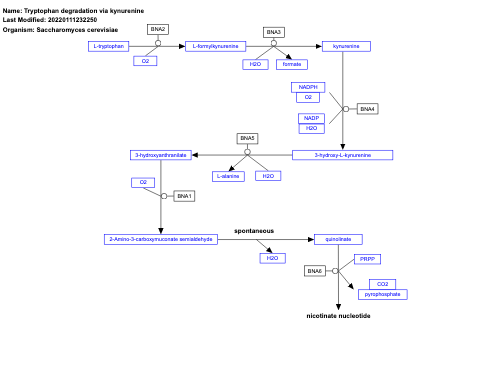 Name: Tryptophan degradation via kynurenine
Last Modified: 20220111232250
Organism: Saccharomyces cerevisiae
BNA2
BNA3
L-tryptophan
L-formylkynurenine
kynurenine
O2
H2O
formate
NADPH
O2
BNA4
NADP
H2O
BNA5
3-hydroxyanthranilate
3-hydroxy-L-kynurenine
L-alanine
H2O
O2
BNA1
spontaneous
2-Amino-3-carboxymuconate semialdehyde
quinolinate
H2O
PRPP
BNA6
CO2
pyrophosphate
nicotinate nucleotide